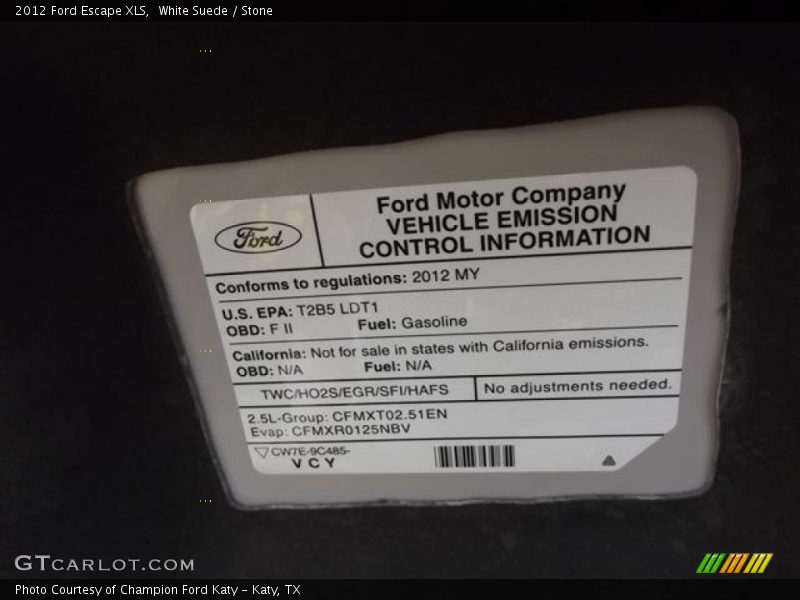 2012 Ford Escape XLS, White Suede / Stone
Ford
Ford Motor Company
VEHICLE EMISSION
CONTROL INFORMATION
Conforms to regulations: 2012 MY
U.S. EPA: T2B5 LDT1
OBD: F II Fuel: Gasoline
California: Not for sale in states with California emissions.
OBD: N/A Fuel: N/A
TWC/HO2S/EGR/SFI/HAFS No adjustments needed.
2.5L-Group: CFMXT02.51EN
Evap: CFMXR0125NBV
CW7E-9C485-
V C Y
GTCARLOT.COM
Photo Courtesy of Champion Ford Katy – Katy, TX